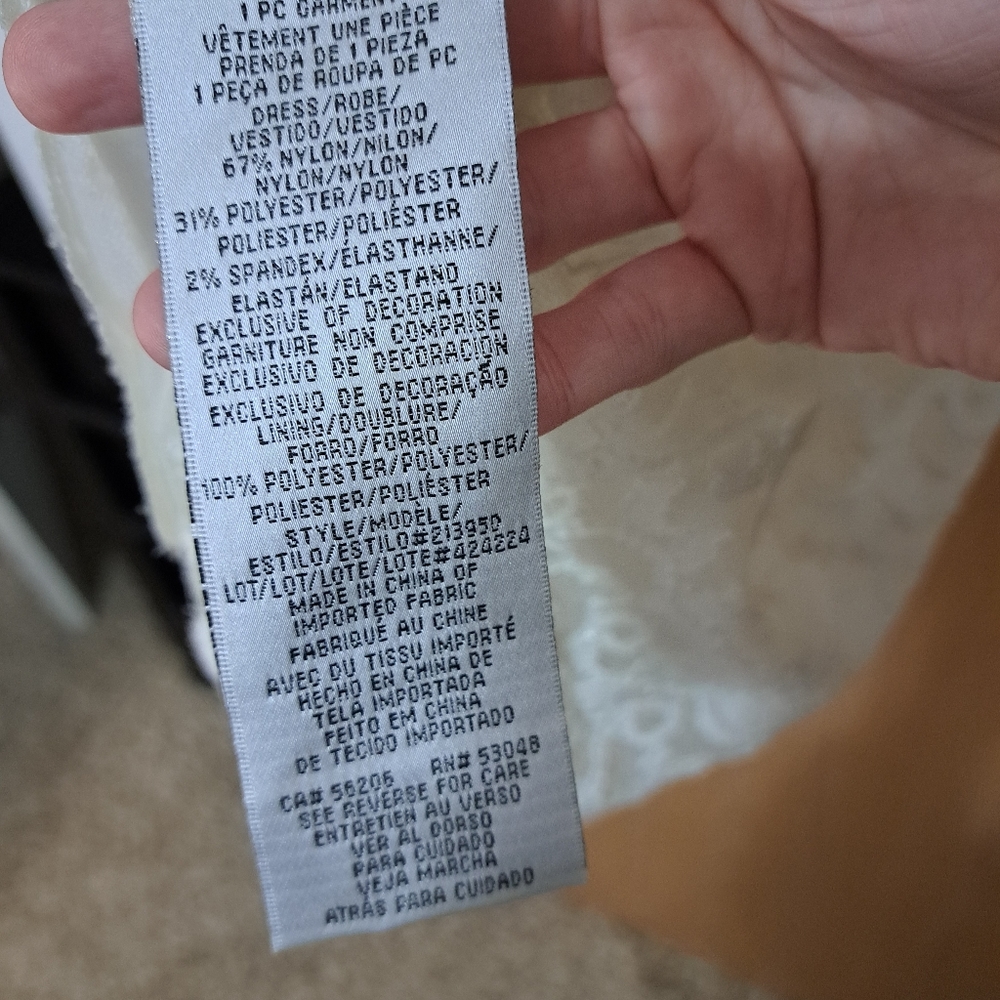 1 PC GARMENT
VÊTEMENT UNE PIÈCE
PRENDA DE 1 PIEZA
1 PEÇA DE ROUPA DE PC
DRESS/ROBE/
VESTIDO/VESTIDO
67% NYLON/NILON/
NYLON/NYLON
31% POLYESTER/POLYESTER/
POLIESTER/POLIÉSTER
2% SPANDEX/ÉLASTHANNE/
ELASTÁN/ELASTANO
EXCLUSIVE OF DECORATION
GARNITURE NON COMPRISE
EXCLUSIVO DE DECORACIÓN
EXCLUSIVO DE DECORAÇÃO
LINING/DOUBLURE/
FORRO/FORRO
100% POLYESTER/POLYESTER/
POLIESTER/POLIÉSTER
STYLE/MODÈLE/
ESTILO/ESTILO#21395D
LOT/LOT/LOTE/LOTE#424224
MADE IN CHINA OF
IMPORTED FABRIC
FABRIQUÉ AU CHINE
AVEC DU TISSU IMPORTÉ
HECHO EN CHINA DE
TELA IMPORTADA
FEITO EM CHINA
DE TECIDO IMPORTADO
CA# 56206 RN# 53048
SEE REVERSE FOR CARE
ENTRETIEN AU VERSO
VER AL DORSO
PARA CUIDADO
VEJA MARCHA
ATRÁS PARA CUIDADO